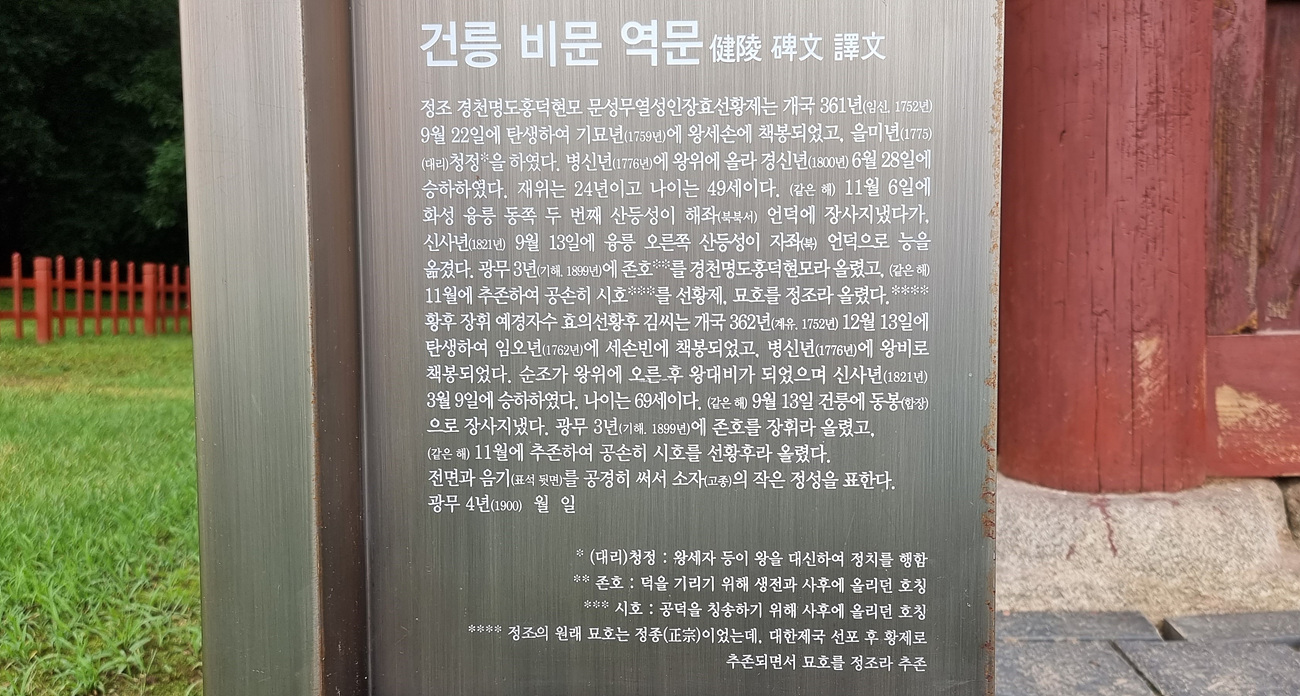 건릉 비문 역문 健陵 碑文 譯文
정조 경천명도홍덕현모 문성무열성인장효선황제는 개국 361년(임신. 1752년)
9월 22일에 탄생하여 기묘년(1759년)에 왕세손에 책봉되었고, 을미년(1775)
(대리)청정*을 하였다. 병신년(1776년)에 왕위에 올라 경신년(1800년) 6월 28일에
승하하였다. 재위는 24년이고 나이는 49세이다. (같은 해) 11월 6일에
화성 융릉 동쪽 두 번째 산등성이 해좌(북북서) 언덕에 장사지냈다가,
신사년(1821년) 9월 13일에 융릉 오른쪽 산등성이 자좌(북) 언덕으로 능을
옮겼다. 광무 3년(기해. 1899년)에 존호**를 경천명도홍덕현모라 올렸고, (같은 해)
11월에 추존하여 공손히 시호***를 선황제, 묘호를 정조라 올렸다.****
황후 장휘 예경자수 효의선황후 김씨는 개국 362년(계유. 1752년) 12월 13일에
탄생하여 임오년(1762년)에 세손빈에 책봉되었고, 병신년(1776년)에 왕비로
책봉되었다. 순조가 왕위에 오른 후 왕대비가 되었으며 신사년(1821년)
3월 9일에 승하하였다. 나이는 69세이다. (같은 해) 9월 13일 건릉에 동봉(합장)
으로 장사지냈다. 광무 3년(기해. 1899년)에 존호를 장휘라 올렸고,
(같은 해) 11월에 추존하여 공손히 시호를 선황후라 올렸다.
전면과 음기(표석 뒷면)를 공경히 써서 소자(고종)의 작은 정성을 표한다.
광무 4년(1900) 월 일
* (대리)청정 : 왕세자 등이 왕을 대신하여 정치를 행함
** 존호 : 덕을 기리기 위해 생전과 사후에 올리던 호칭
*** 시호 : 공덕을 칭송하기 위해 사후에 올리던 호칭
**** 정조의 원래 묘호는 정종(正宗)이었는데, 대한제국 선포 후 황제로
추존되면서 묘호를 정조라 추존